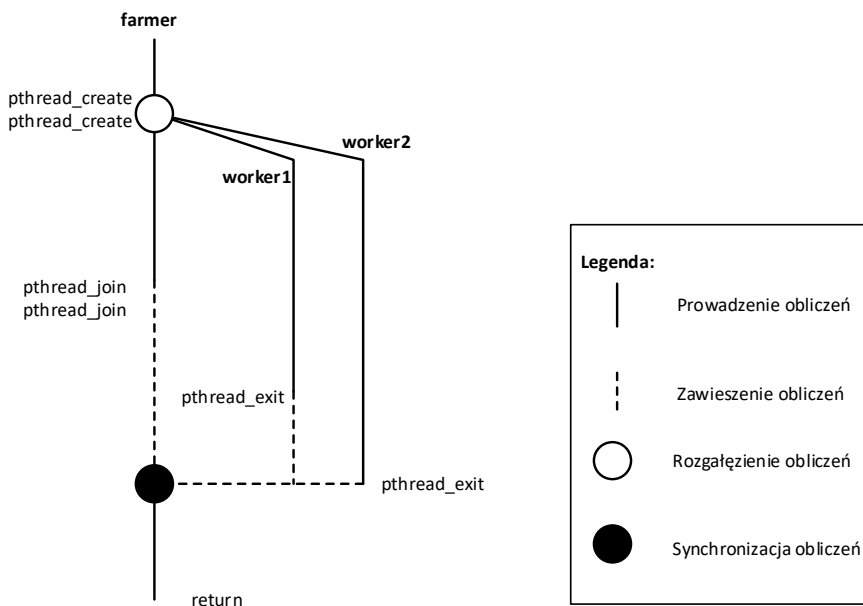 farmer
pthread_create
pthread_create
worker2
worker1
pthread_join
pthread_join
pthread_exit
pthread_exit
return
Legenda:
Prowadzenie obliczeń
Zawieszenie obliczeń
Rozgałęzienie obliczeń
Synchronizacja obliczeń